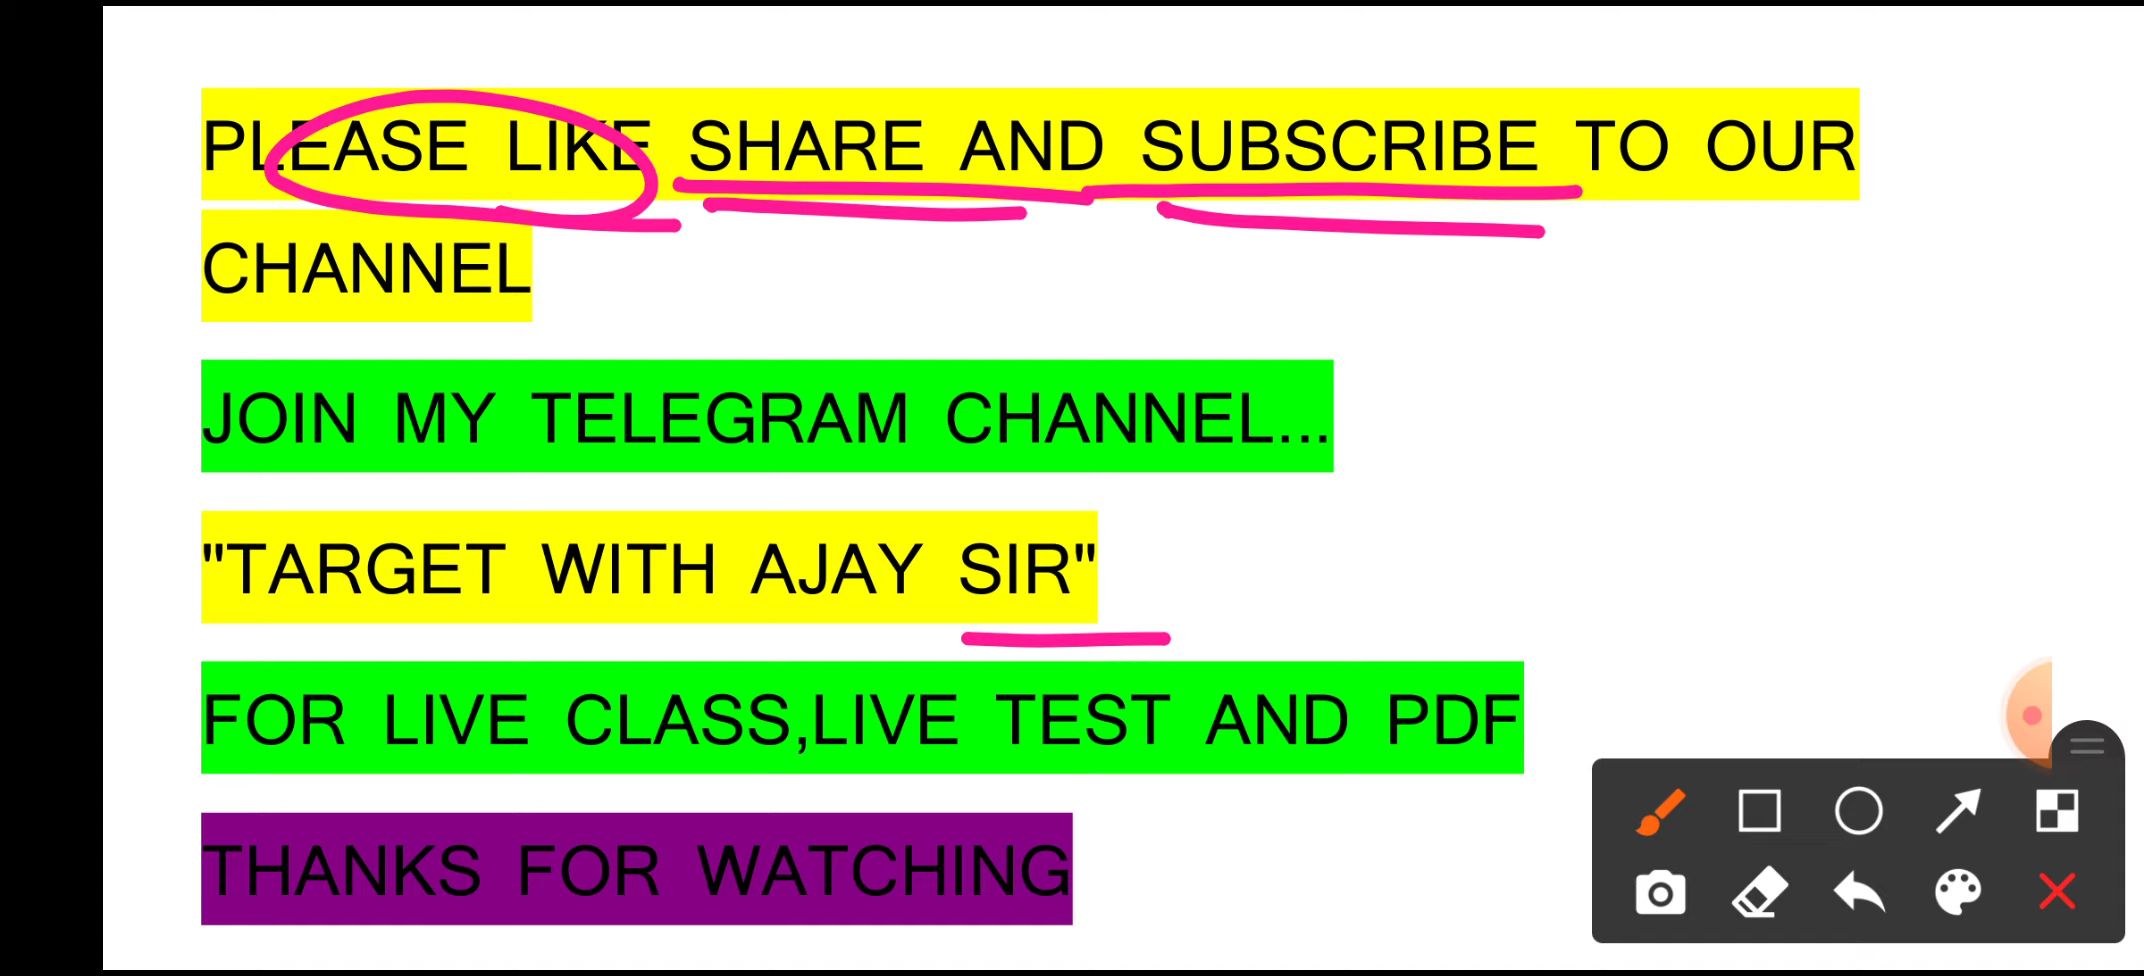 PLEASE LIKE SHARE AND SUBSCRIBE TO OUR
CHANNEL
JOIN MY TELEGRAM CHANNEL...
"TARGET WITH AJAY SIR"
FOR LIVE CLASS,LIVE TEST AND PDF
THANKS FOR WATCHING